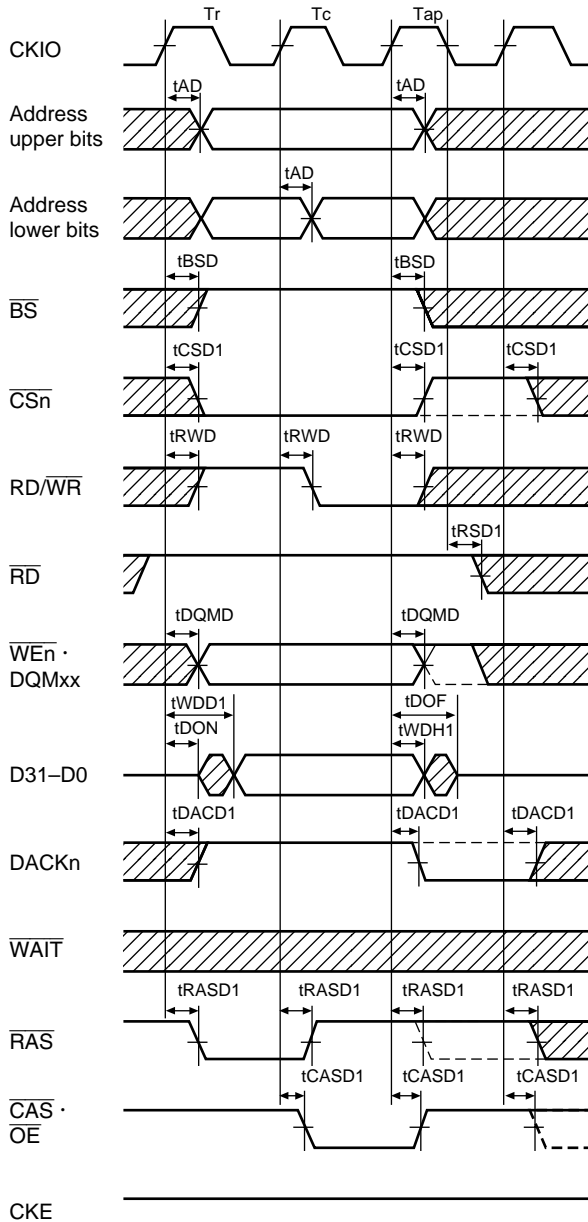 Tr Tc Tap
CKIO
tAD tAD
Address
upper bits
tAD
Address
lower bits
tBSD tBSD
BS
tCSD1 tCSD1 tCSD1
CSn
tRWD tRWD tRWD
RD/WR
tRSD1
RD
tDQMD tDQMD
WEn ·
DQMxx
tWDD1 tDOF
tDON tWDH1
D31–D0
tDACD1 tDACD1 tDACD1
DACKn
WAIT
tRASD1 tRASD1 tRASD1 tRASD1
RAS
tCASD1 tCASD1 tCASD1
CAS ·
OE
CKE